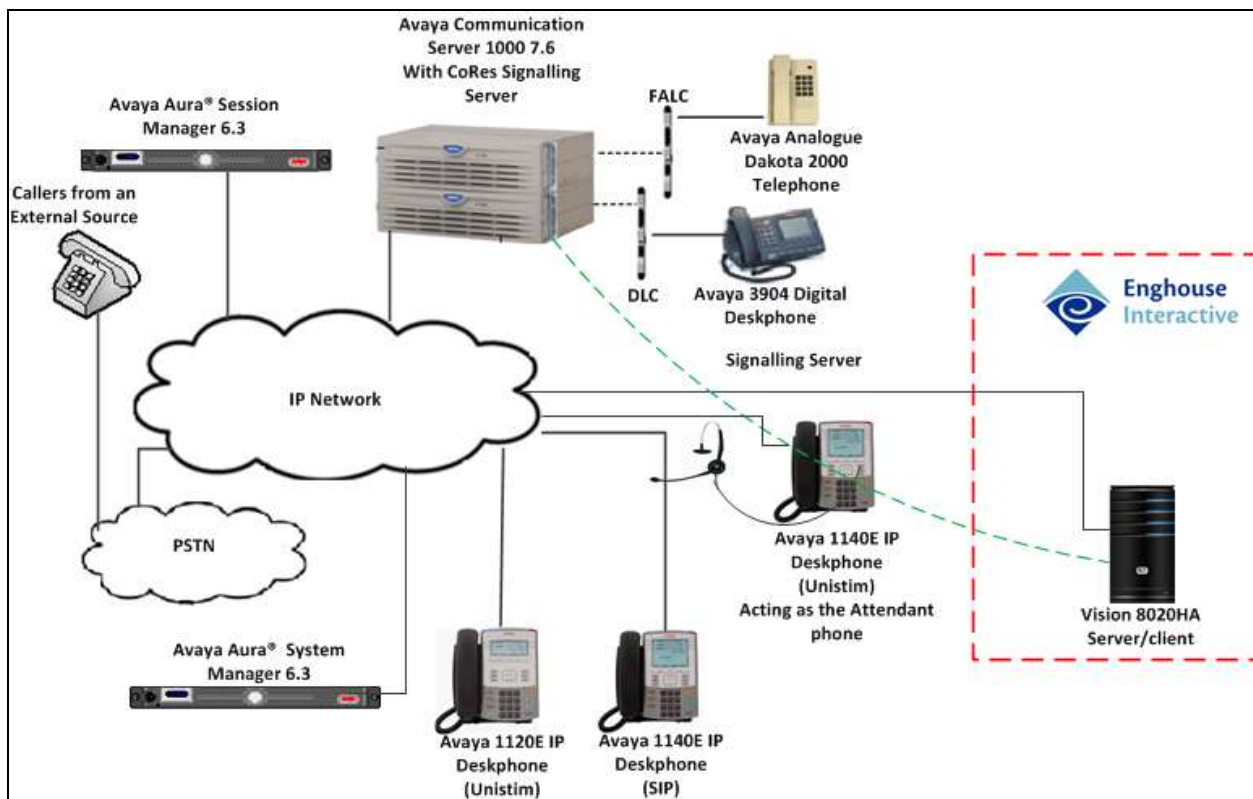 Avaya Communication
Server 1000 7.6
With CoRes Signalling
Server
Avaya Aura® Session
Manager 6.3
FALC
Avaya Analogue
Dakota 2000
Telephone
Callers from an
External Source
DLC
Avaya 3904 Digital
Deskphone
Enghouse
Interactive
Signalling Server
IP Network
PSTN
Avaya 1140E IP
Deskphone
(Unistim)
Acting as the Attendant
phone
Vision 8020HA
Server/client
Avaya Aura® System
Manager 6.3
Avaya 1120E IP
Deskphone
(Unistim)
Avaya 1140E IP
Deskphone
(SIP)